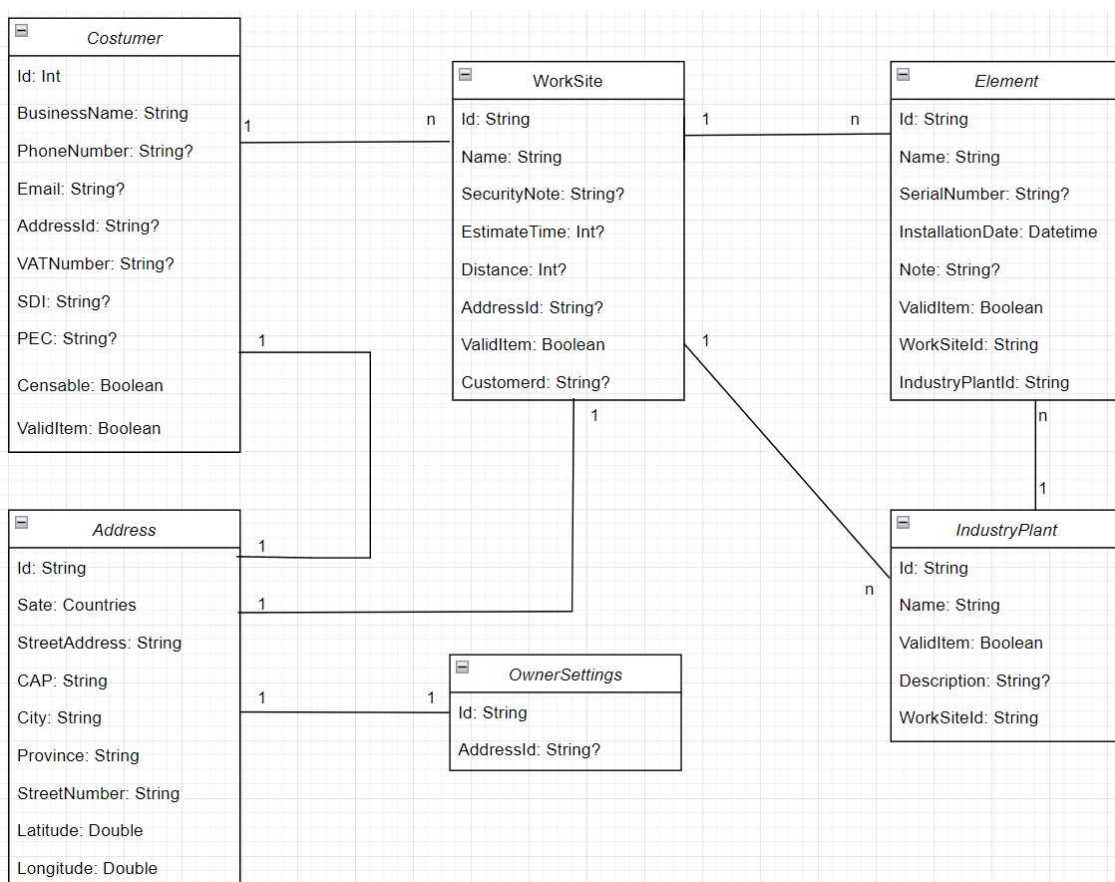 Costumer
Id: Int
BusinessName: String
PhoneNumber: String?
Email: String?
AddressId: String?
VATNumber: String?
SDI: String?
PEC: String?
Censable: Boolean
ValidItem: Boolean
1
n
WorkSite
Id: String
Name: String
SecurityNote: String?
EstimateTime: Int?
Distance: Int?
AddressId: String?
ValidItem: Boolean
Customerd: String?
1
n
Element
Id: String
Name: String
SerialNumber: String?
InstallationDate: Datetime
Note: String?
ValidItem: Boolean
WorkSiteId: String
IndustryPlantId: String
1
1
1
n
1
n
Address
Id: String
Sate: Countries
StreetAddress: String
CAP: String
City: String
Province: String
StreetNumber: String
Latitude: Double
Longitude: Double
1
1
1
1
OwnerSettings
Id: String
AddressId: String?
IndustryPlant
Id: String
Name: String
ValidItem: Boolean
Description: String?
WorkSiteId: String